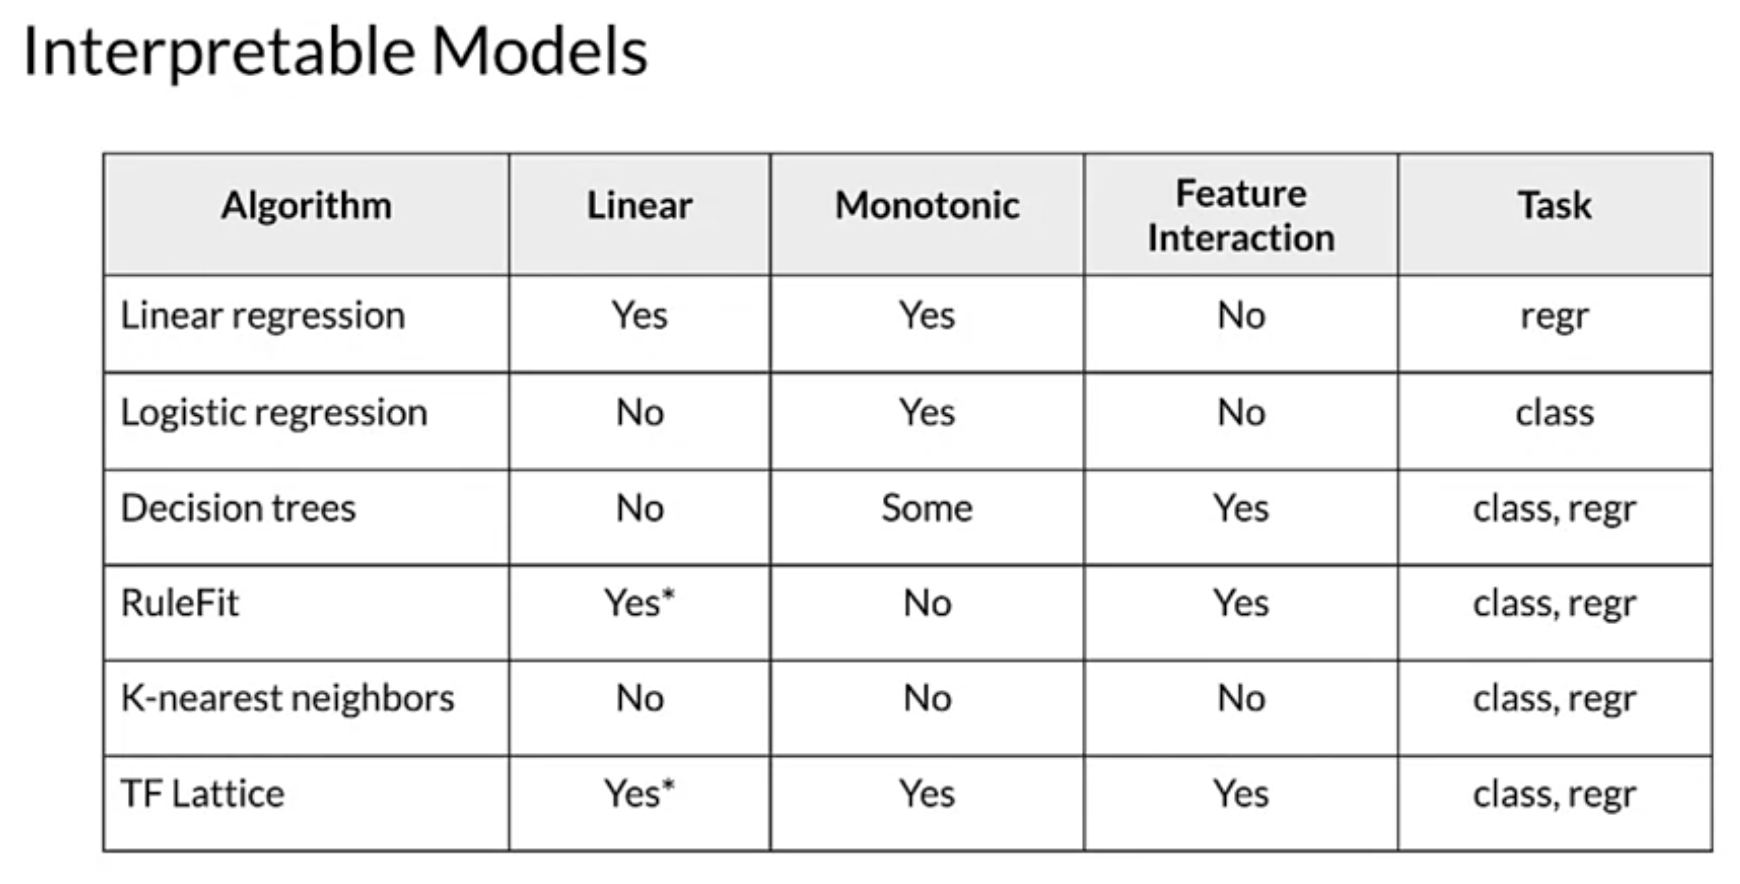 Interpretable Models
Algorithm Linear Monotonic Feature Interaction Task
Linear regression Yes Yes No regr
Logistic regression No Yes No class
Decision trees No Some Yes class, regr
RuleFit Yes* No Yes class, regr
K-nearest neighbors No No No class, regr
TF Lattice Yes* Yes Yes class, regr